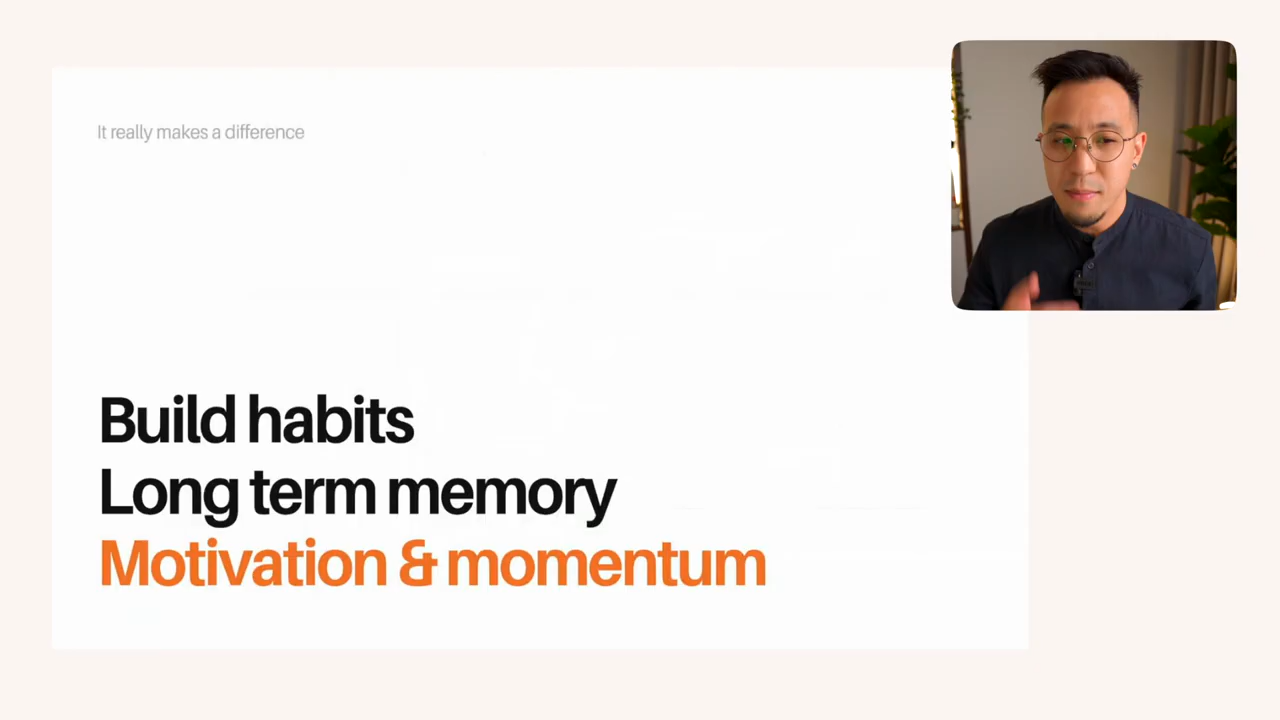 It really makes a difference
Build habits
Long term memory
Motivation & momentum